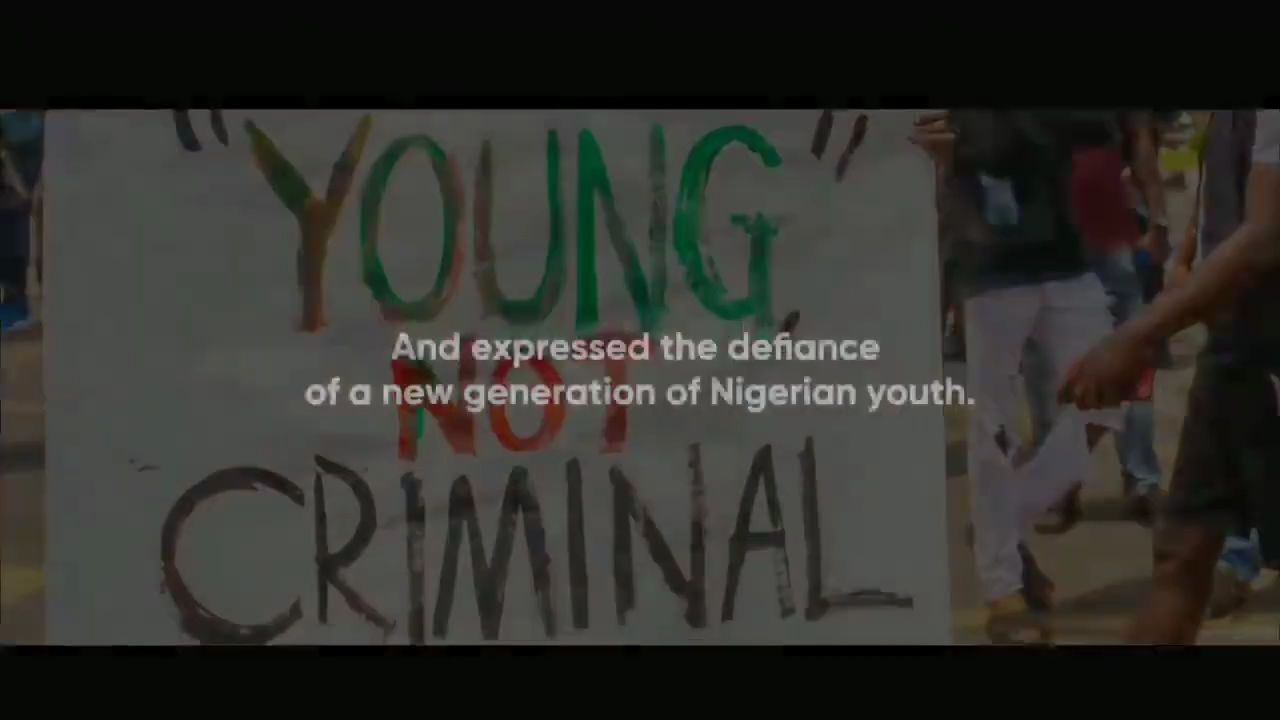 "YOUNG,"
NOT
CRIMINAL
And expressed the defiance
of a new generation of Nigerian youth.